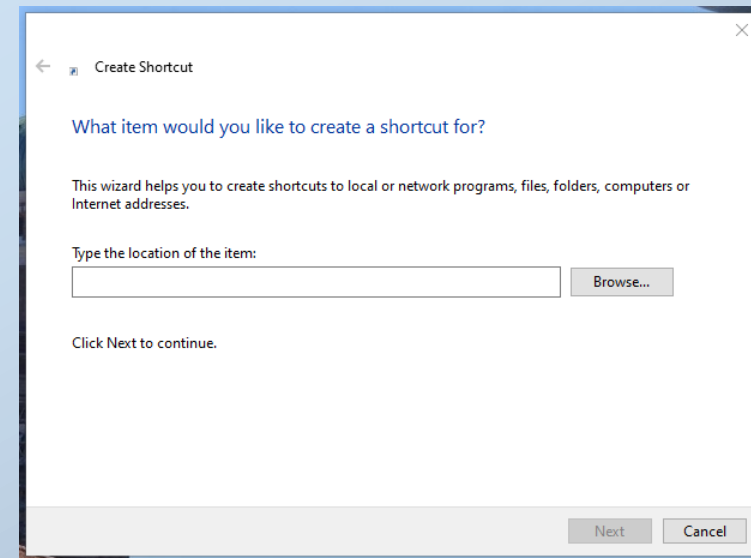 Create Shortcut
What item would you like to create a shortcut for?
This wizard helps you to create shortcuts to local or network programs, files, folders, computers or
Internet addresses.
Type the location of the item:
Browse...
Click Next to continue.
Next Cancel